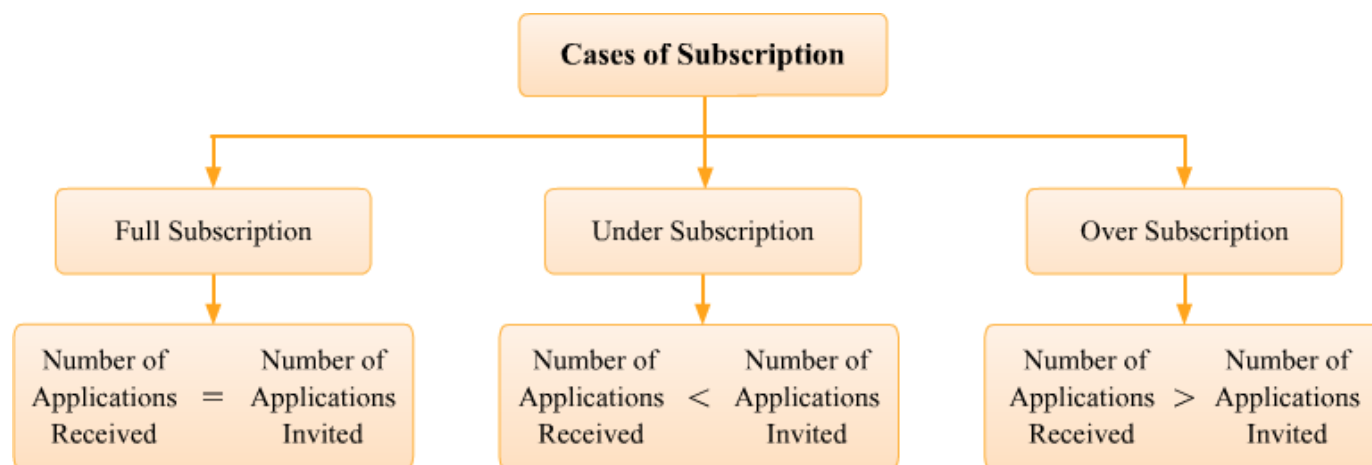 Cases of Subscription
Full Subscription
Under Subscription
Over Subscription
Number of
Applications
Received
=
Number of
Applications
Invited
Number of
Applications
Received
<
Number of
Applications
Invited
Number of
Applications
Received
>
Number of
Applications
Invited